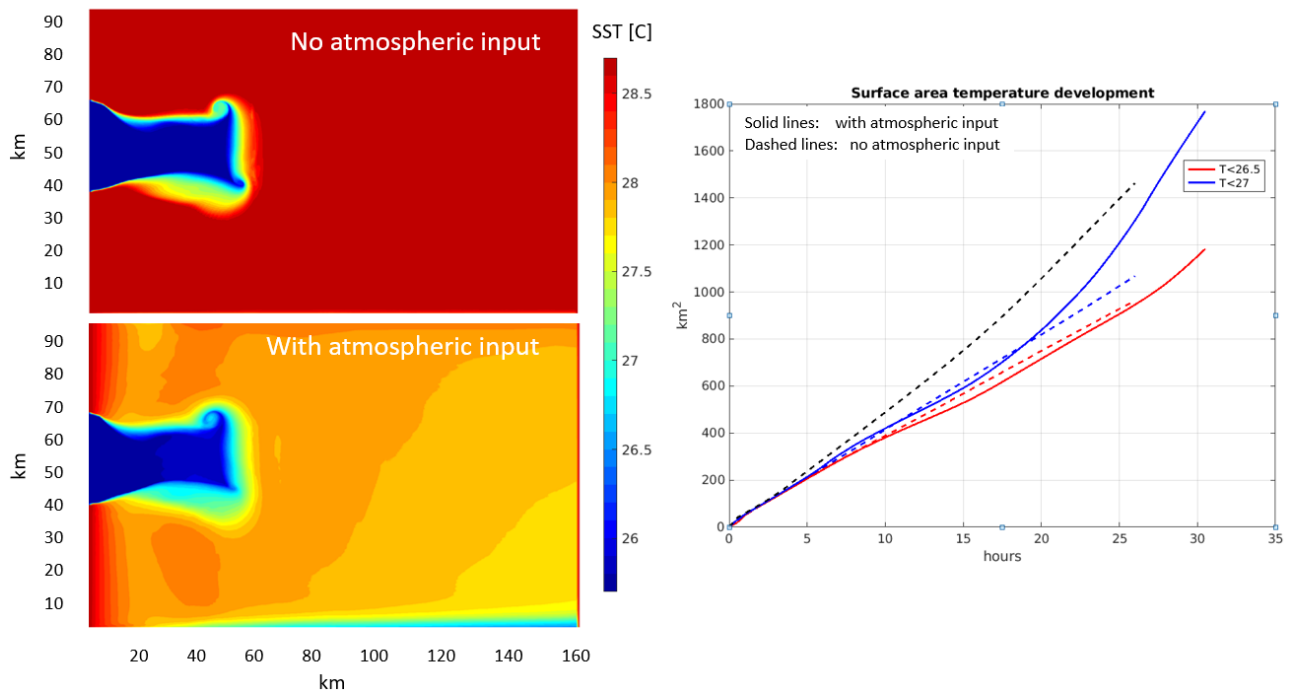 No atmospheric input
SST [C]
90
80
70
60
50
40
30
20
10
km
28.5
28
27.5
27
26.5
26
With atmospheric input
90
80
70
60
50
40
30
20
10
km
20 40 60 80 100 120 140 160
km
Surface area temperature development
Solid lines: with atmospheric input
Dashed lines: no atmospheric input
T<26.5
T<27
1800
1600
1400
1200
1000
800
600
400
200
0
km2
0 5 10 15 20 25 30 35
hours